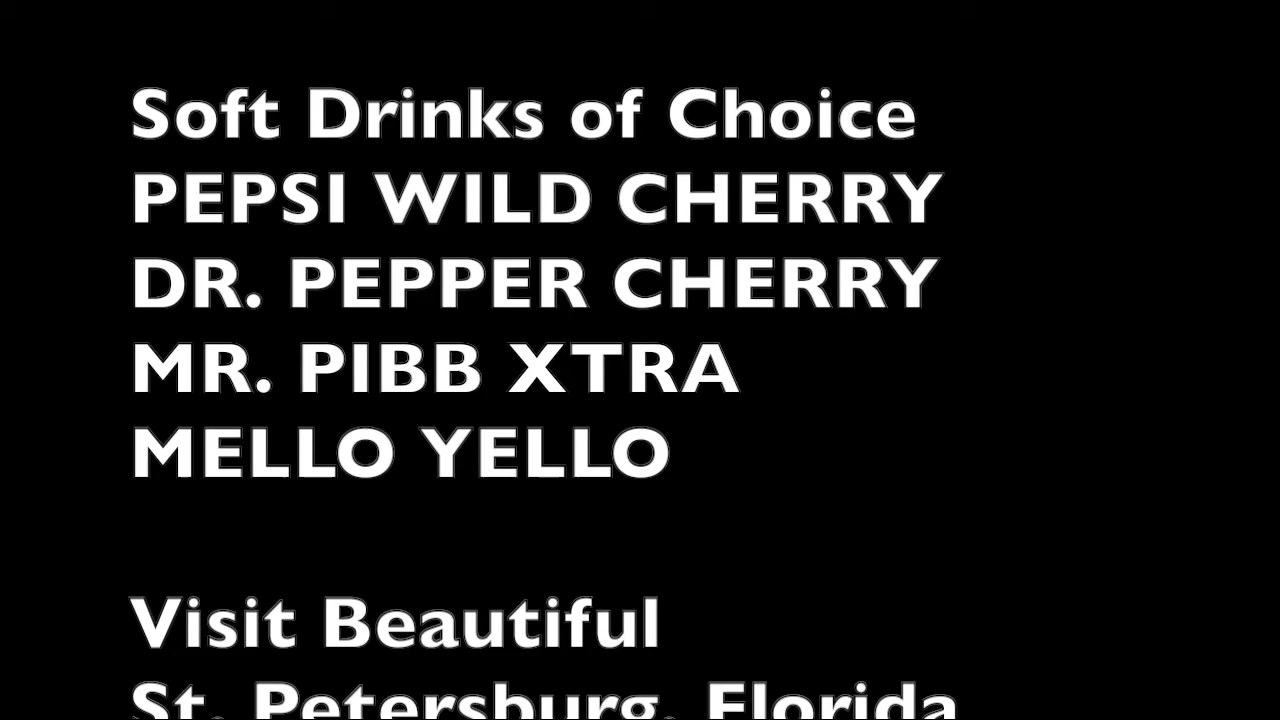 Soft Drinks of Choice
PEPSI WILD CHERRY
DR. PEPPER CHERRY
MR. PIBB XTRA
MELLO YELLO
Visit Beautiful
St. Petersburg, Florida